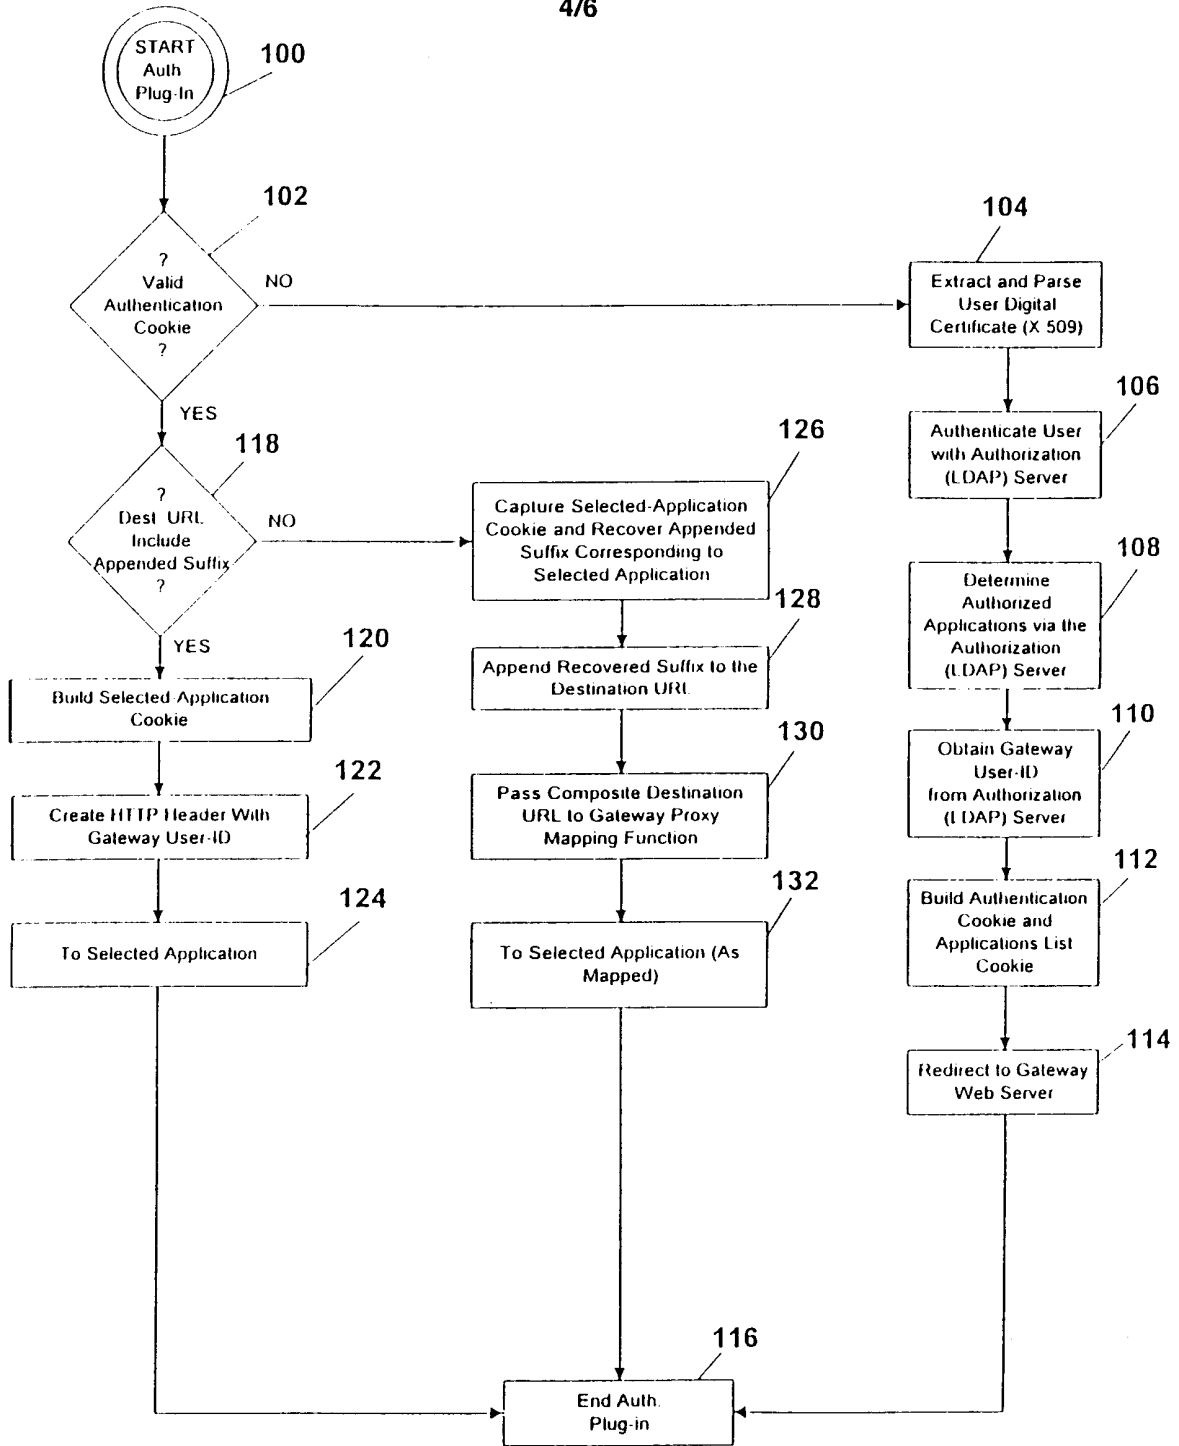 4/6
START
Auth
Plug-In
100
102
?
Valid
Authentication
Cookie
?
NO
YES
104
Extract and Parse
User Digital
Certificate (X 509)
106
Authenticate User
with Authorization
(LDAP) Server
118
?
Dest. URL
Include
Appended Suffix
?
NO
YES
126
Capture Selected-Application
Cookie and Recover Appended
Suffix Corresponding to
Selected Application
108
Determine
Authorized
Applications via the
Authorization
(LDAP) Server
128
Append Recovered Suffix to the
Destination URL
120
Build Selected-Application
Cookie
110
Obtain Gateway
User-ID
from Authorization
(LDAP) Server
130
Pass Composite Destination
URL to Gateway Proxy
Mapping Function
122
Create HTTP Header With
Gateway User-ID
112
Build Authentication
Cookie and
Applications List
Cookie
132
To Selected Application (As
Mapped)
124
To Selected Application
114
Redirect to Gateway
Web Server
116
End Auth.
Plug-in